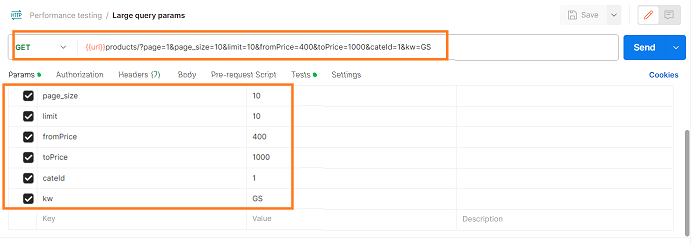 HTTP Performance testing / Large query params Save
GET {{url}}products/?page=1&page_size=10&limit=10&fromPrice=400&toPrice=1000&cateId=1&kw=GS Send
Params Authorization Headers (7) Body Pre-request Script Tests Settings Cookies
page_size 10
limit 10
fromPrice 400
toPrice 1000
cateId 1
kw GS
Key Value Description